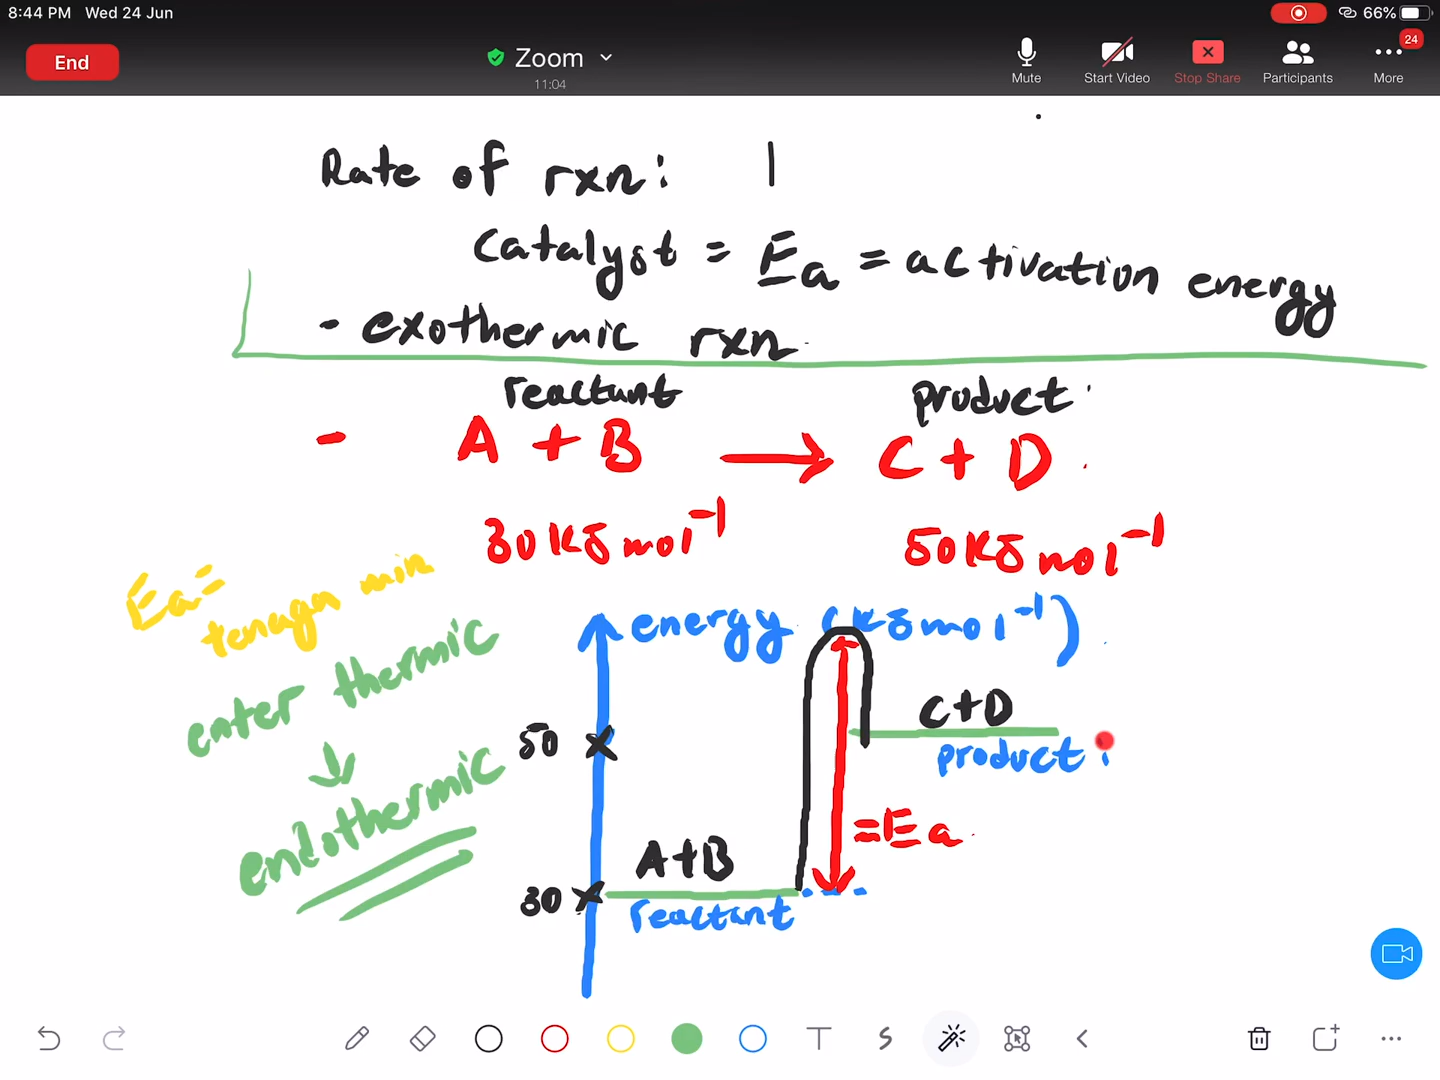 8:44 PM Wed 24 Jun
66%
End
Zoom
11:04
Mute
Start Video
Stop Share
Participants
24
More
Rate of rxn: 1
catalyst = Ea = activation energy
- exothermic rxn
reactant product
- A + B → C + D
30 KJ mol⁻¹ 50 KJ mol⁻¹
Ea =
tenaga min
enter thermic
↓
endothermic
energy (KJ mol⁻¹)
C+D
50
product
= Ea
A+B
30
reactant
T